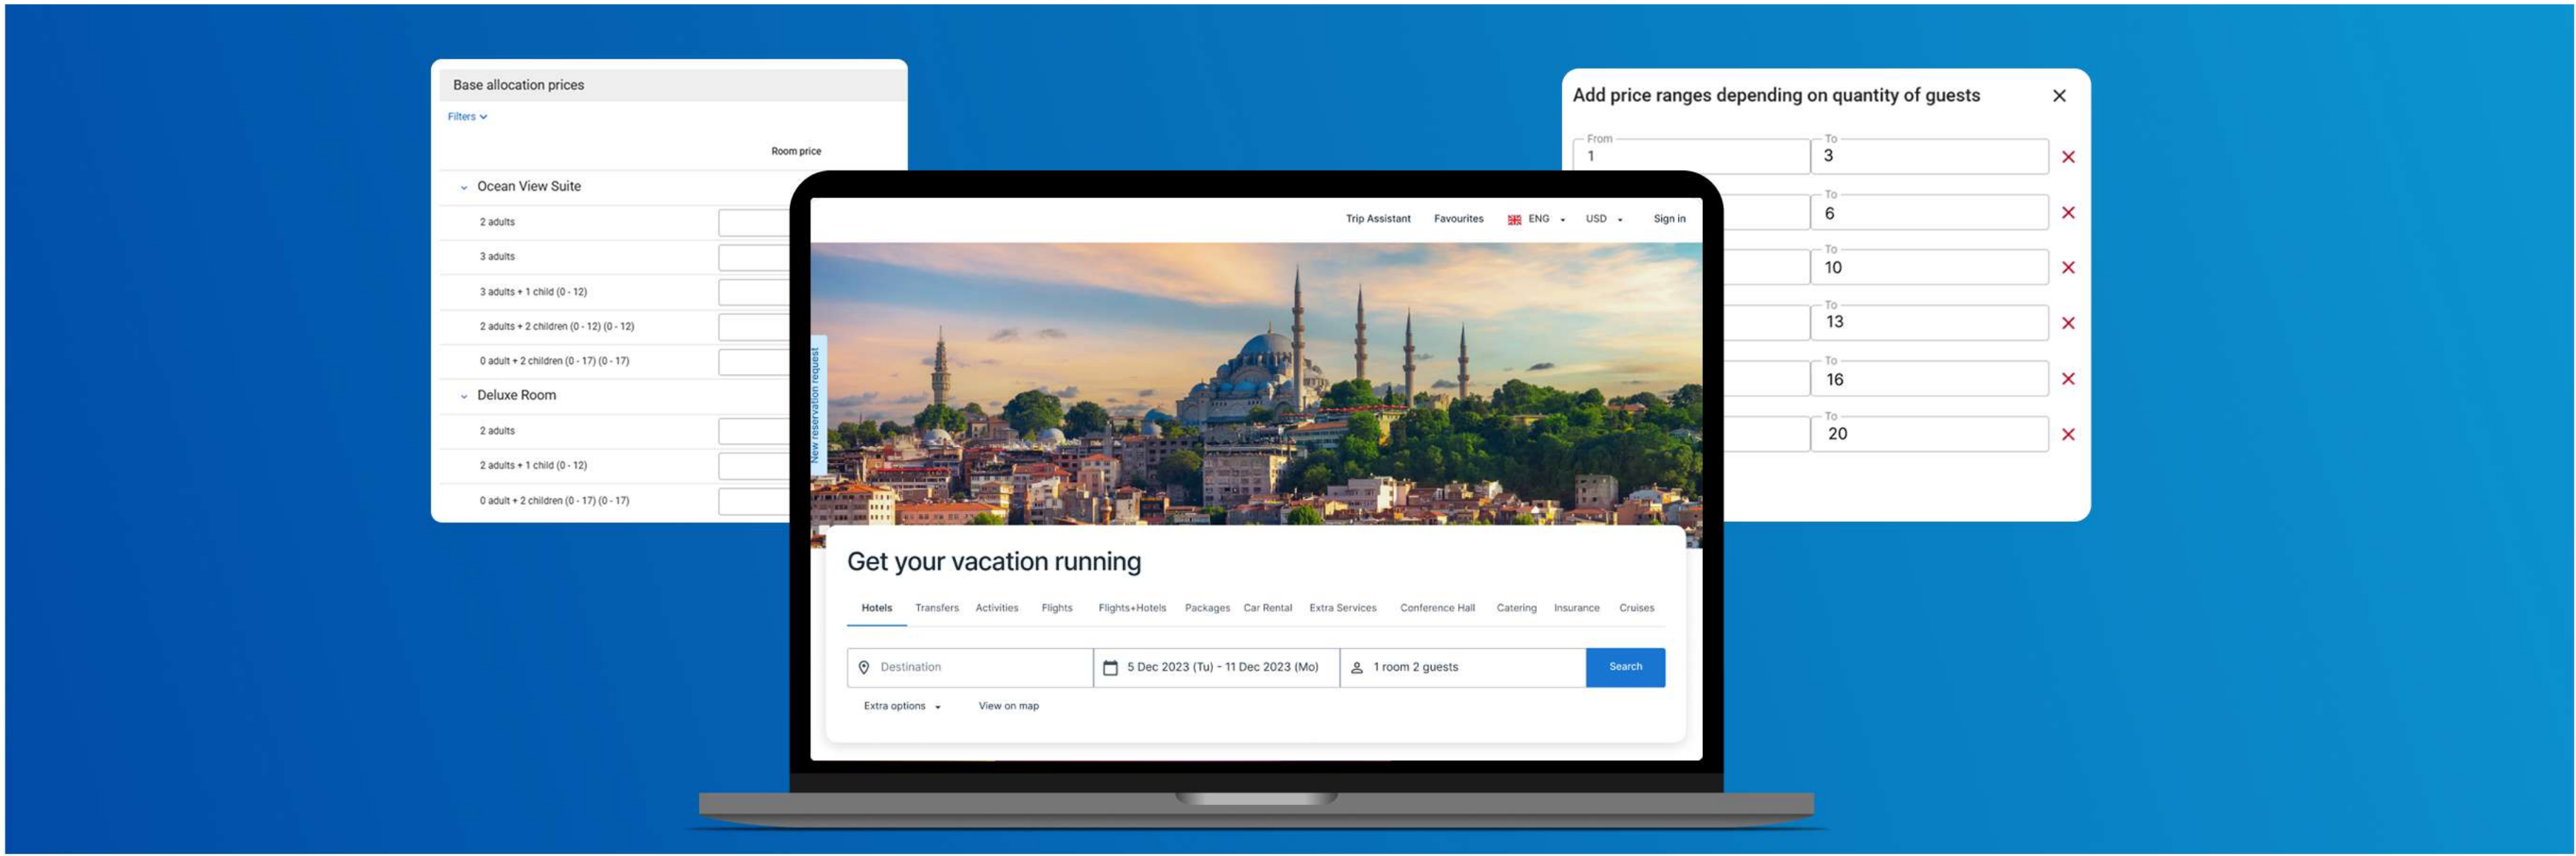 Base allocation prices
Filters
Room price
Ocean View Suite
2 adults
3 adults
3 adults + 1 child (0 - 12)
2 adults + 2 children (0 - 12) (0 - 12)
0 adult + 2 children (0 - 17) (0 - 17)
Deluxe Room
2 adults
2 adults + 1 child (0 - 12)
0 adult + 2 children (0 - 17) (0 - 17)
Trip Assistant Favourites ENG USD Sign in
New reservation request
Get your vacation running
Hotels Transfers Activities Flights Flights+Hotels Packages Car Rental Extra Services Conference Hall Catering Insurance Cruises
Destination 5 Dec 2023 (Tu) - 11 Dec 2023 (Mo) 1 room 2 guests Search
Extra options View on map
Add price ranges depending on quantity of guests
From To
1 3
To
6
To
10
To
13
To
16
To
20